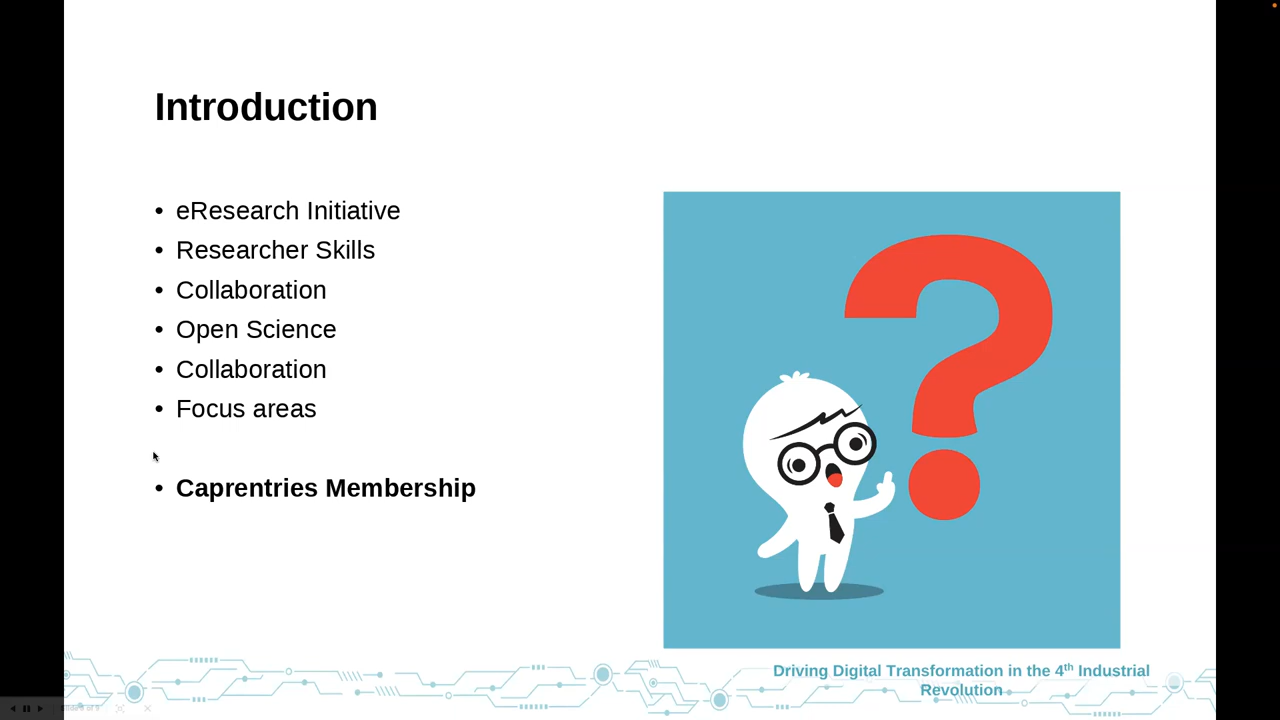 Introduction
• eResearch Initiative
• Researcher Skills
• Collaboration
• Open Science
• Collaboration
• Focus areas
• Caprentries Membership
Driving Digital Transformation in the 4th Industrial
Revolution